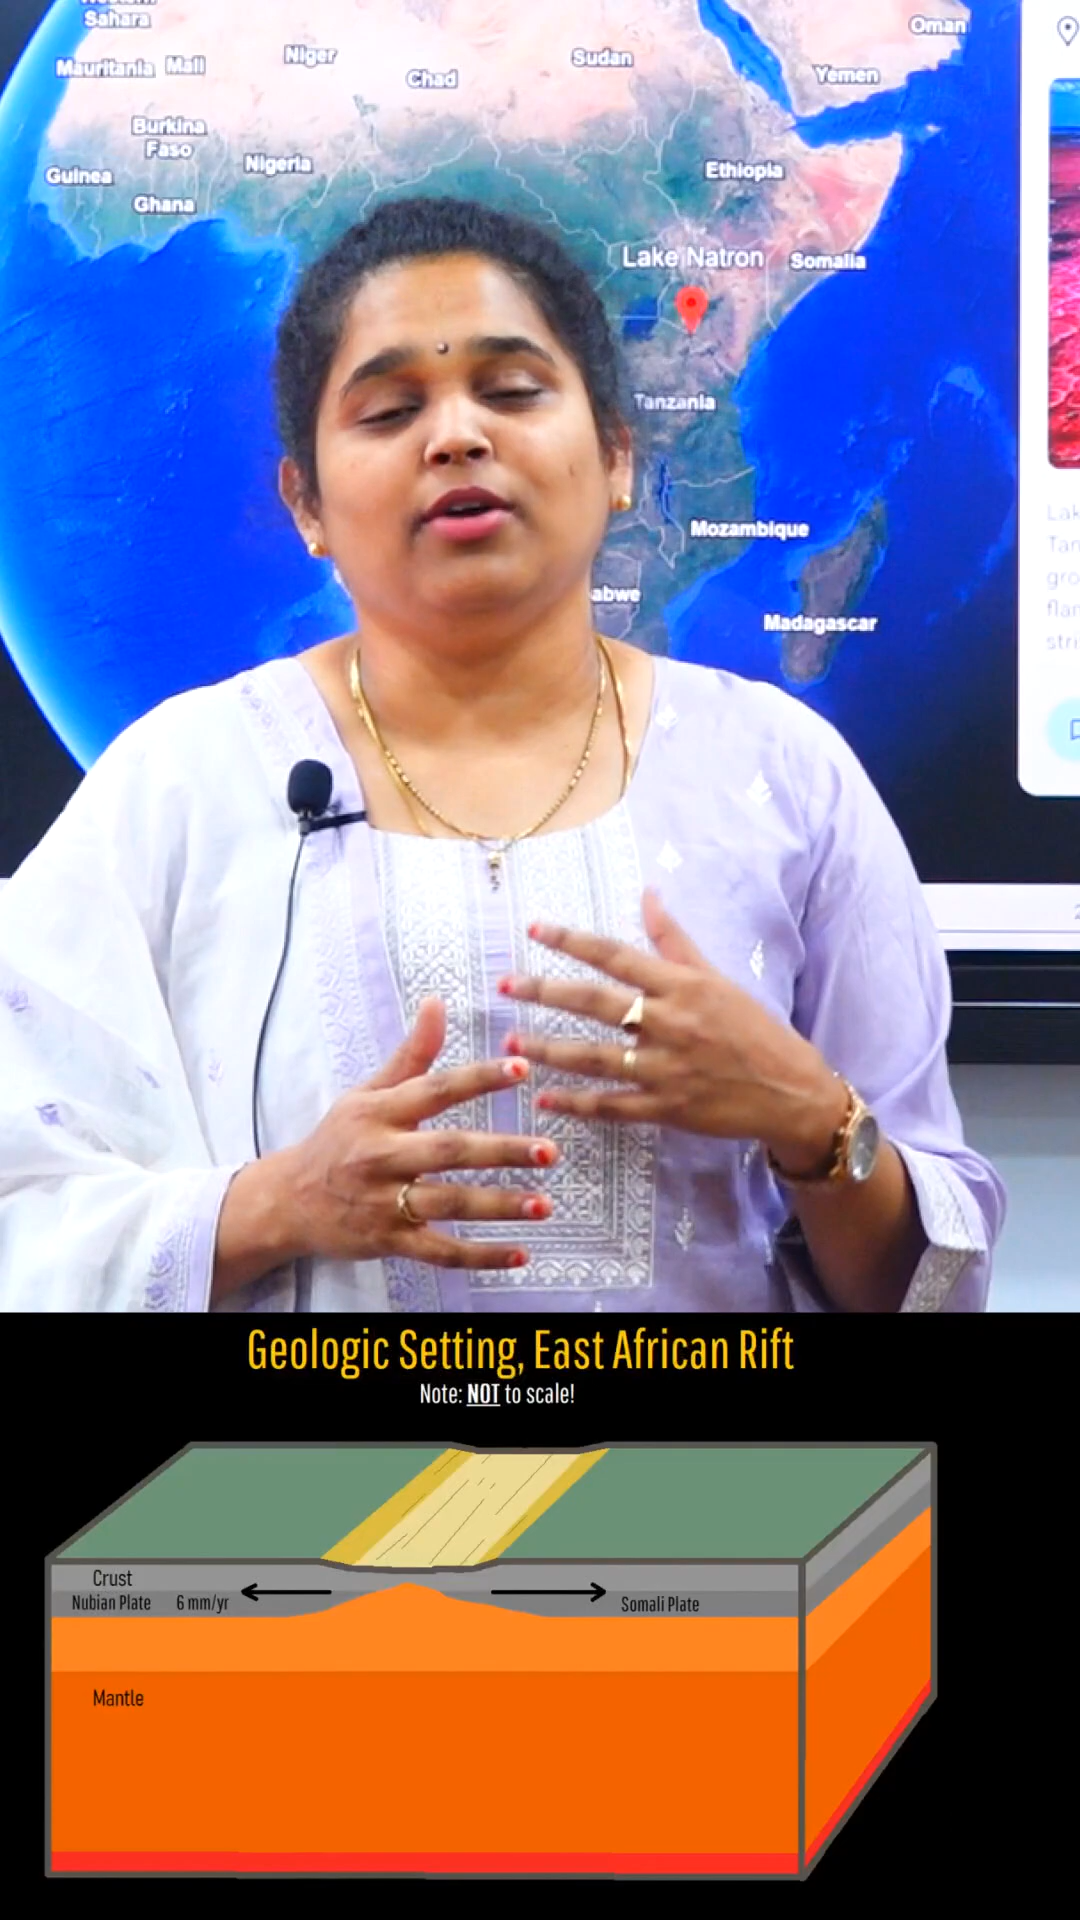 Sahara
Oman
Niger
Sudan
Mauritania
Mali
Chad
Yemen
Burkina
Faso
Nigeria
Guinea
Ethiopia
Ghana
Lake Natron
Somalia
Tanzania
Mozambique
Madagascar
Geologic Setting, East African Rift
Note: NOT to scale!
Crust
Nubian Plate 6 mm/yr
Somali Plate
Mantle